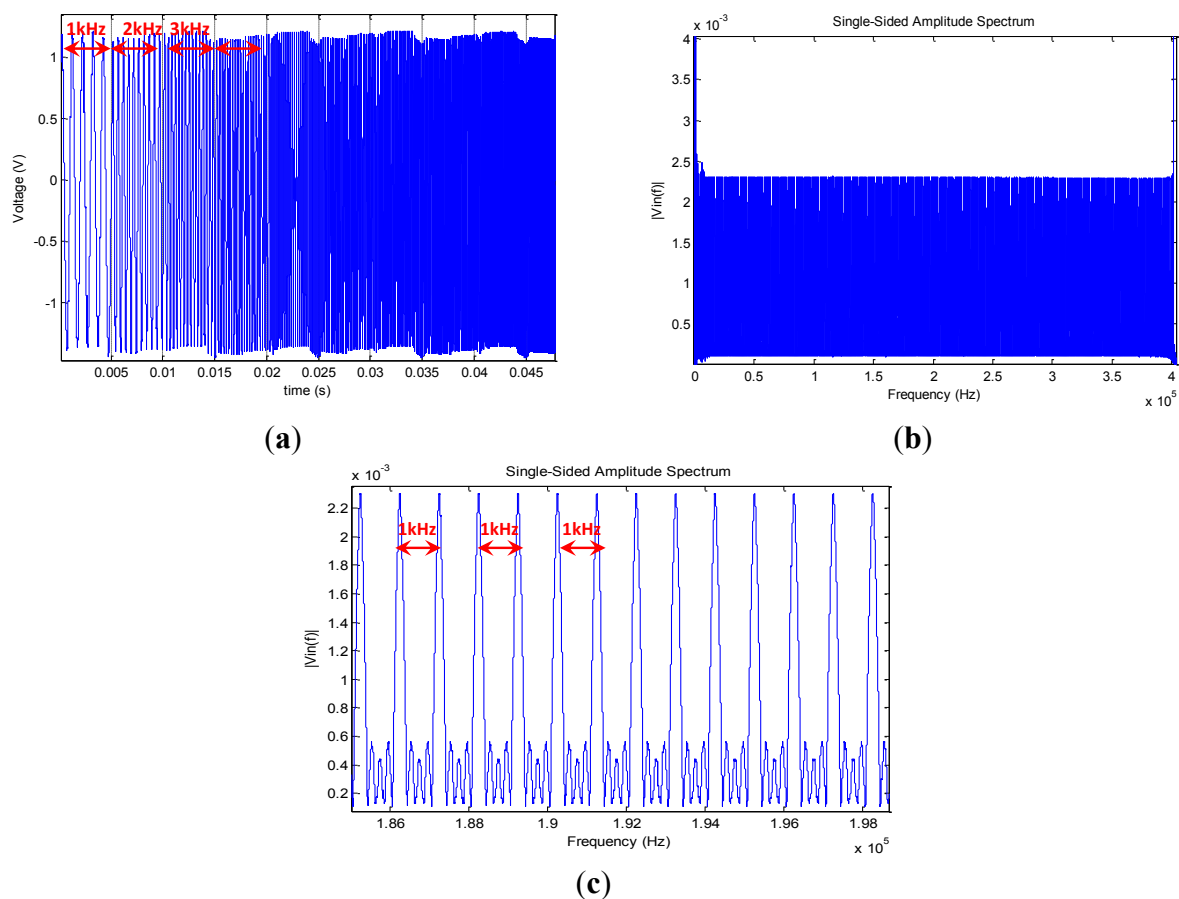 1kHz 2kHz 3kHz
1
0.5
0
-0.5
-1
Voltage (V)
0.005 0.01 0.015 0.02 0.025 0.03 0.035 0.04 0.045
time (s)
(a)
Single-Sided Amplitude Spectrum
x 10-3
4
3.5
3
2.5
2
1.5
1
0.5
|Vin(f)|
0 0.5 1 1.5 2 2.5 3 3.5 4
Frequency (Hz)
x 105
(b)
Single-Sided Amplitude Spectrum
x 10-3
2.2
2
1.8
1.6
1.4
1.2
1
0.8
0.6
0.4
0.2
|Vin(f)|
1kHz 1kHz 1kHz
1.86 1.88 1.9 1.92 1.94 1.96 1.98
Frequency (Hz)
x 105
(c)